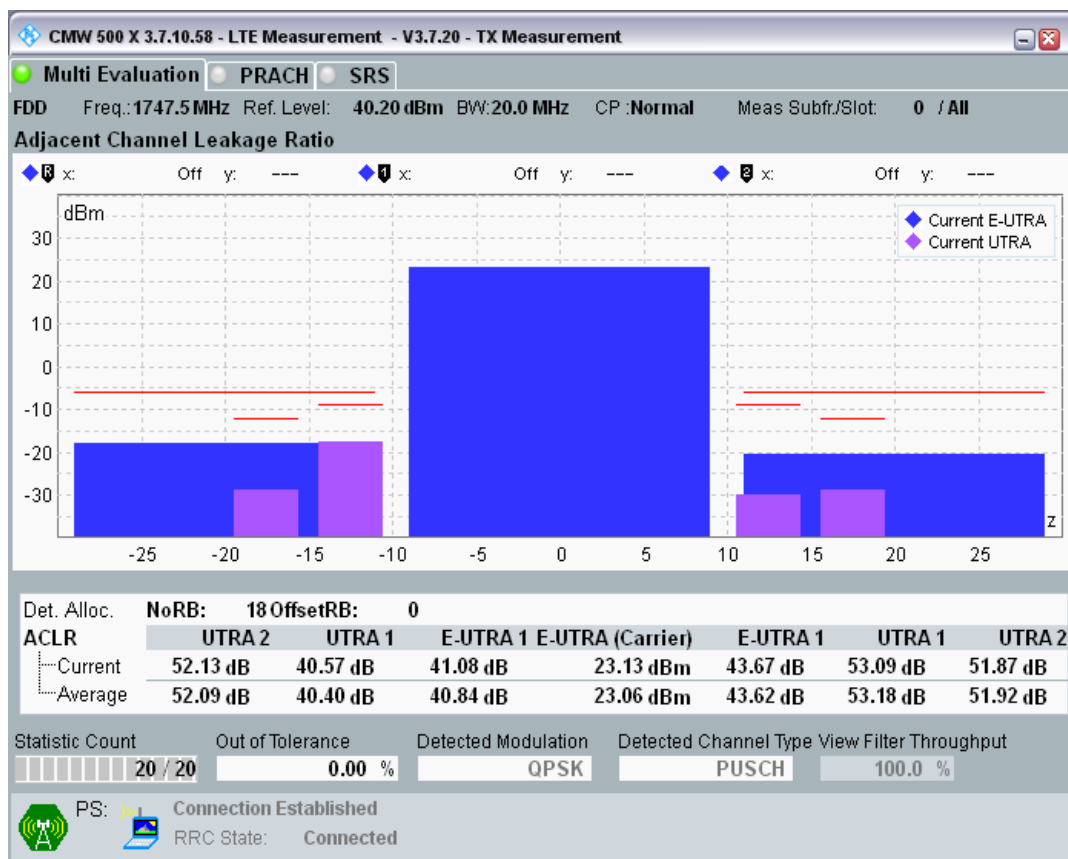 CMW 500 X 3.7.10.58 - LTE Measurement - V3.7.20 - TX Measurement
Multi Evaluation PRACH SRS
FDD Freq.:1747.5 MHz Ref. Level: 40.20 dBm BW:20.0 MHz CP :Normal Meas Subfr./Slot: 0 / All
Adjacent Channel Leakage Ratio
R x: Off y: --- 1 x: Off y: --- 2 x: Off y: ---
dBm
Current E-UTRA
Current UTRA
30
20
10
0
-10
-20
-30
z
-25 -20 -15 -10 -5 0 5 10 15 20 25
Det. Alloc. NoRB: 18 OffsetRB: 0
ACLR UTRA 2 UTRA 1 E-UTRA 1 E-UTRA (Carrier) E-UTRA 1 UTRA 1 UTRA 2
Current 52.13 dB 40.57 dB 41.08 dB 23.13 dBm 43.67 dB 53.09 dB 51.87 dB
Average 52.09 dB 40.40 dB 40.84 dB 23.06 dBm 43.62 dB 53.18 dB 51.92 dB
Statistic Count Out of Tolerance Detected Modulation Detected Channel Type View Filter Throughput
20 / 20 0.00 % QPSK PUSCH 100.0 %
PS: Connection Established
RRC State: Connected